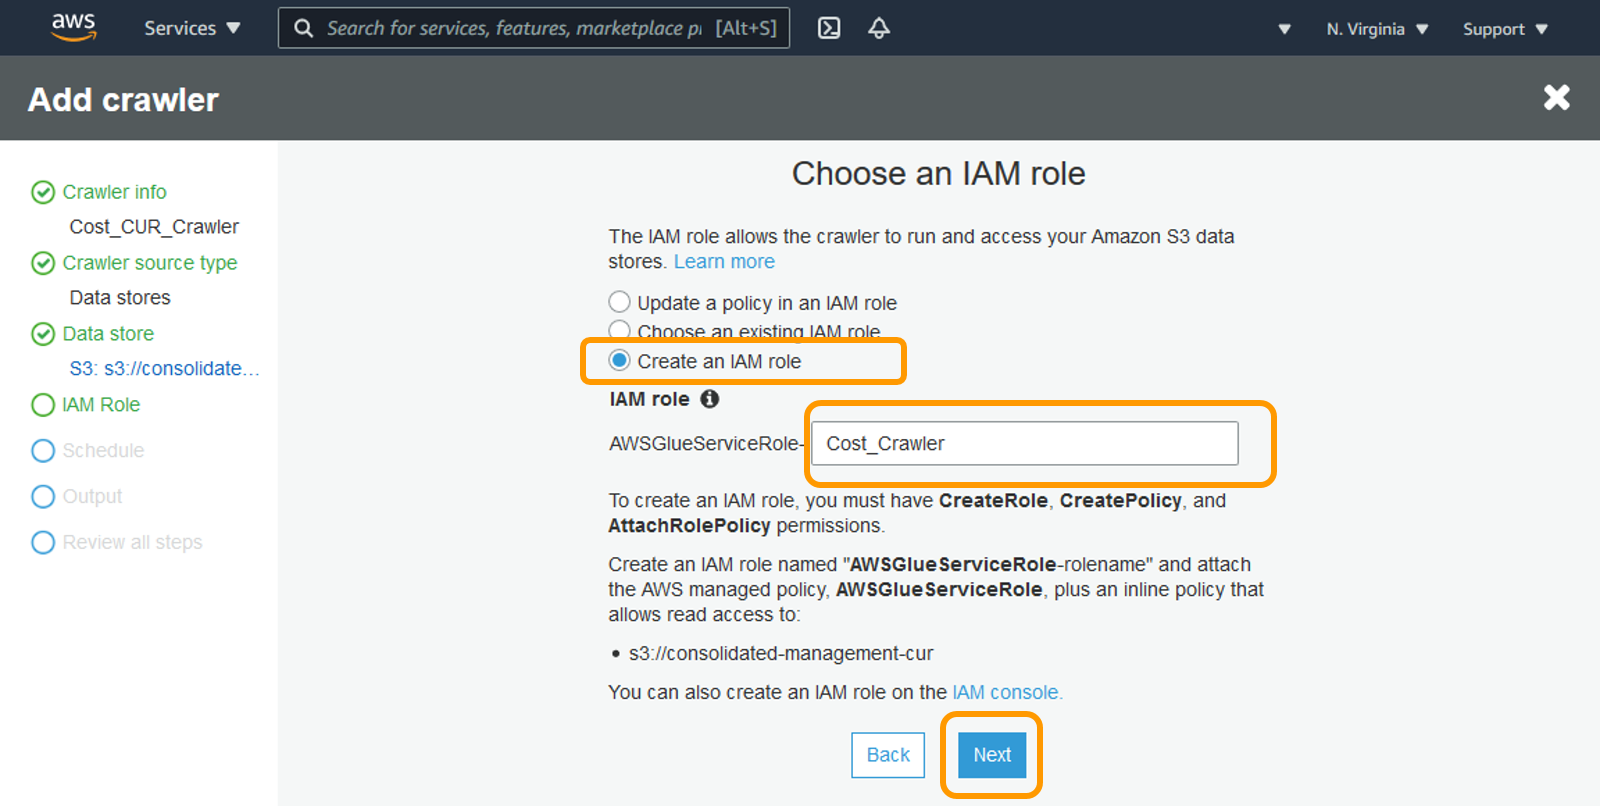 aws
Services
Search for services, features, marketplace pr [Alt+S]
N. Virginia
Support
Add crawler
Crawler info
Cost_CUR_Crawler
Crawler source type
Data stores
Data store
S3: s3://consolidate...
IAM Role
Schedule
Output
Review all steps
Choose an IAM role
The IAM role allows the crawler to run and access your Amazon S3 data
stores. Learn more
Update a policy in an IAM role
Choose an existing IAM role
Create an IAM role
IAM role
AWSGlueServiceRole- Cost_Crawler
To create an IAM role, you must have CreateRole, CreatePolicy, and
AttachRolePolicy permissions.
Create an IAM role named "AWSGlueServiceRole-rolename" and attach
the AWS managed policy, AWSGlueServiceRole, plus an inline policy that
allows read access to:
• s3://consolidated-management-cur
You can also create an IAM role on the IAM console.
Back
Next